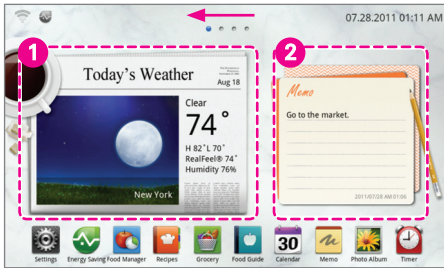 07.28.2011 01:11 AM
1
2
Today's Weather
Aug 18
Clear
74°
H 82°L 70°
RealFeel® 74°
Humidity 76%
New York
Memo
Go to the market.
2011/07/28 AM 01:06
Settings
Energy Saving
Food Manager
Recipes
Grocery
Food Guide
30
Calendar
Memo
Photo Album
Timer